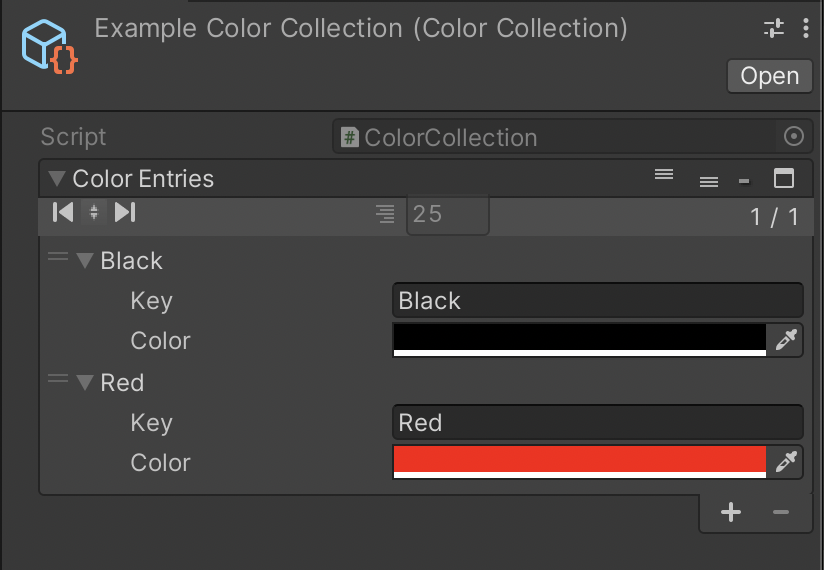 Example Color Collection (Color Collection)
Open
Script
# ColorCollection
Color Entries
25
1 / 1
Black
Key
Black
Color
Red
Key
Red
Color